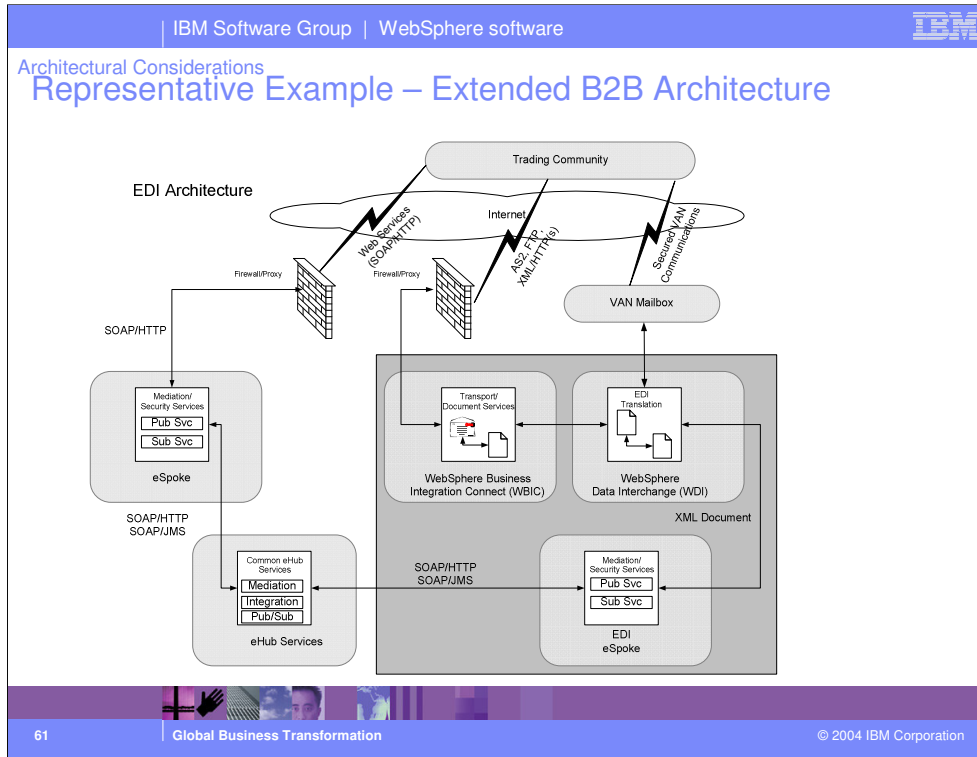 IBM Software Group | WebSphere software
IBM
Architectural Considerations
Representative Example – Extended B2B Architecture
Trading Community
EDI Architecture
Internet
Web Services
(SOAP/HTTP)
AS2, FTP,
XML/HTTP(s)
Secured VAN
Communications
Firewall/Proxy
Firewall/Proxy
VAN Mailbox
SOAP/HTTP
Mediation/
Security Services
Pub Svc
Sub Svc
eSpoke
Transport/
Document Services
WebSphere Business
Integration Connect (WBIC)
EDI
Translation
WebSphere
Data Interchange (WDI)
SOAP/HTTP
SOAP/JMS
XML Document
Common eHub
Services
Mediation
Integration
Pub/Sub
eHub Services
SOAP/HTTP
SOAP/JMS
Mediation/
Security Services
Pub Svc
Sub Svc
EDI
eSpoke
61
Global Business Transformation
© 2004 IBM Corporation